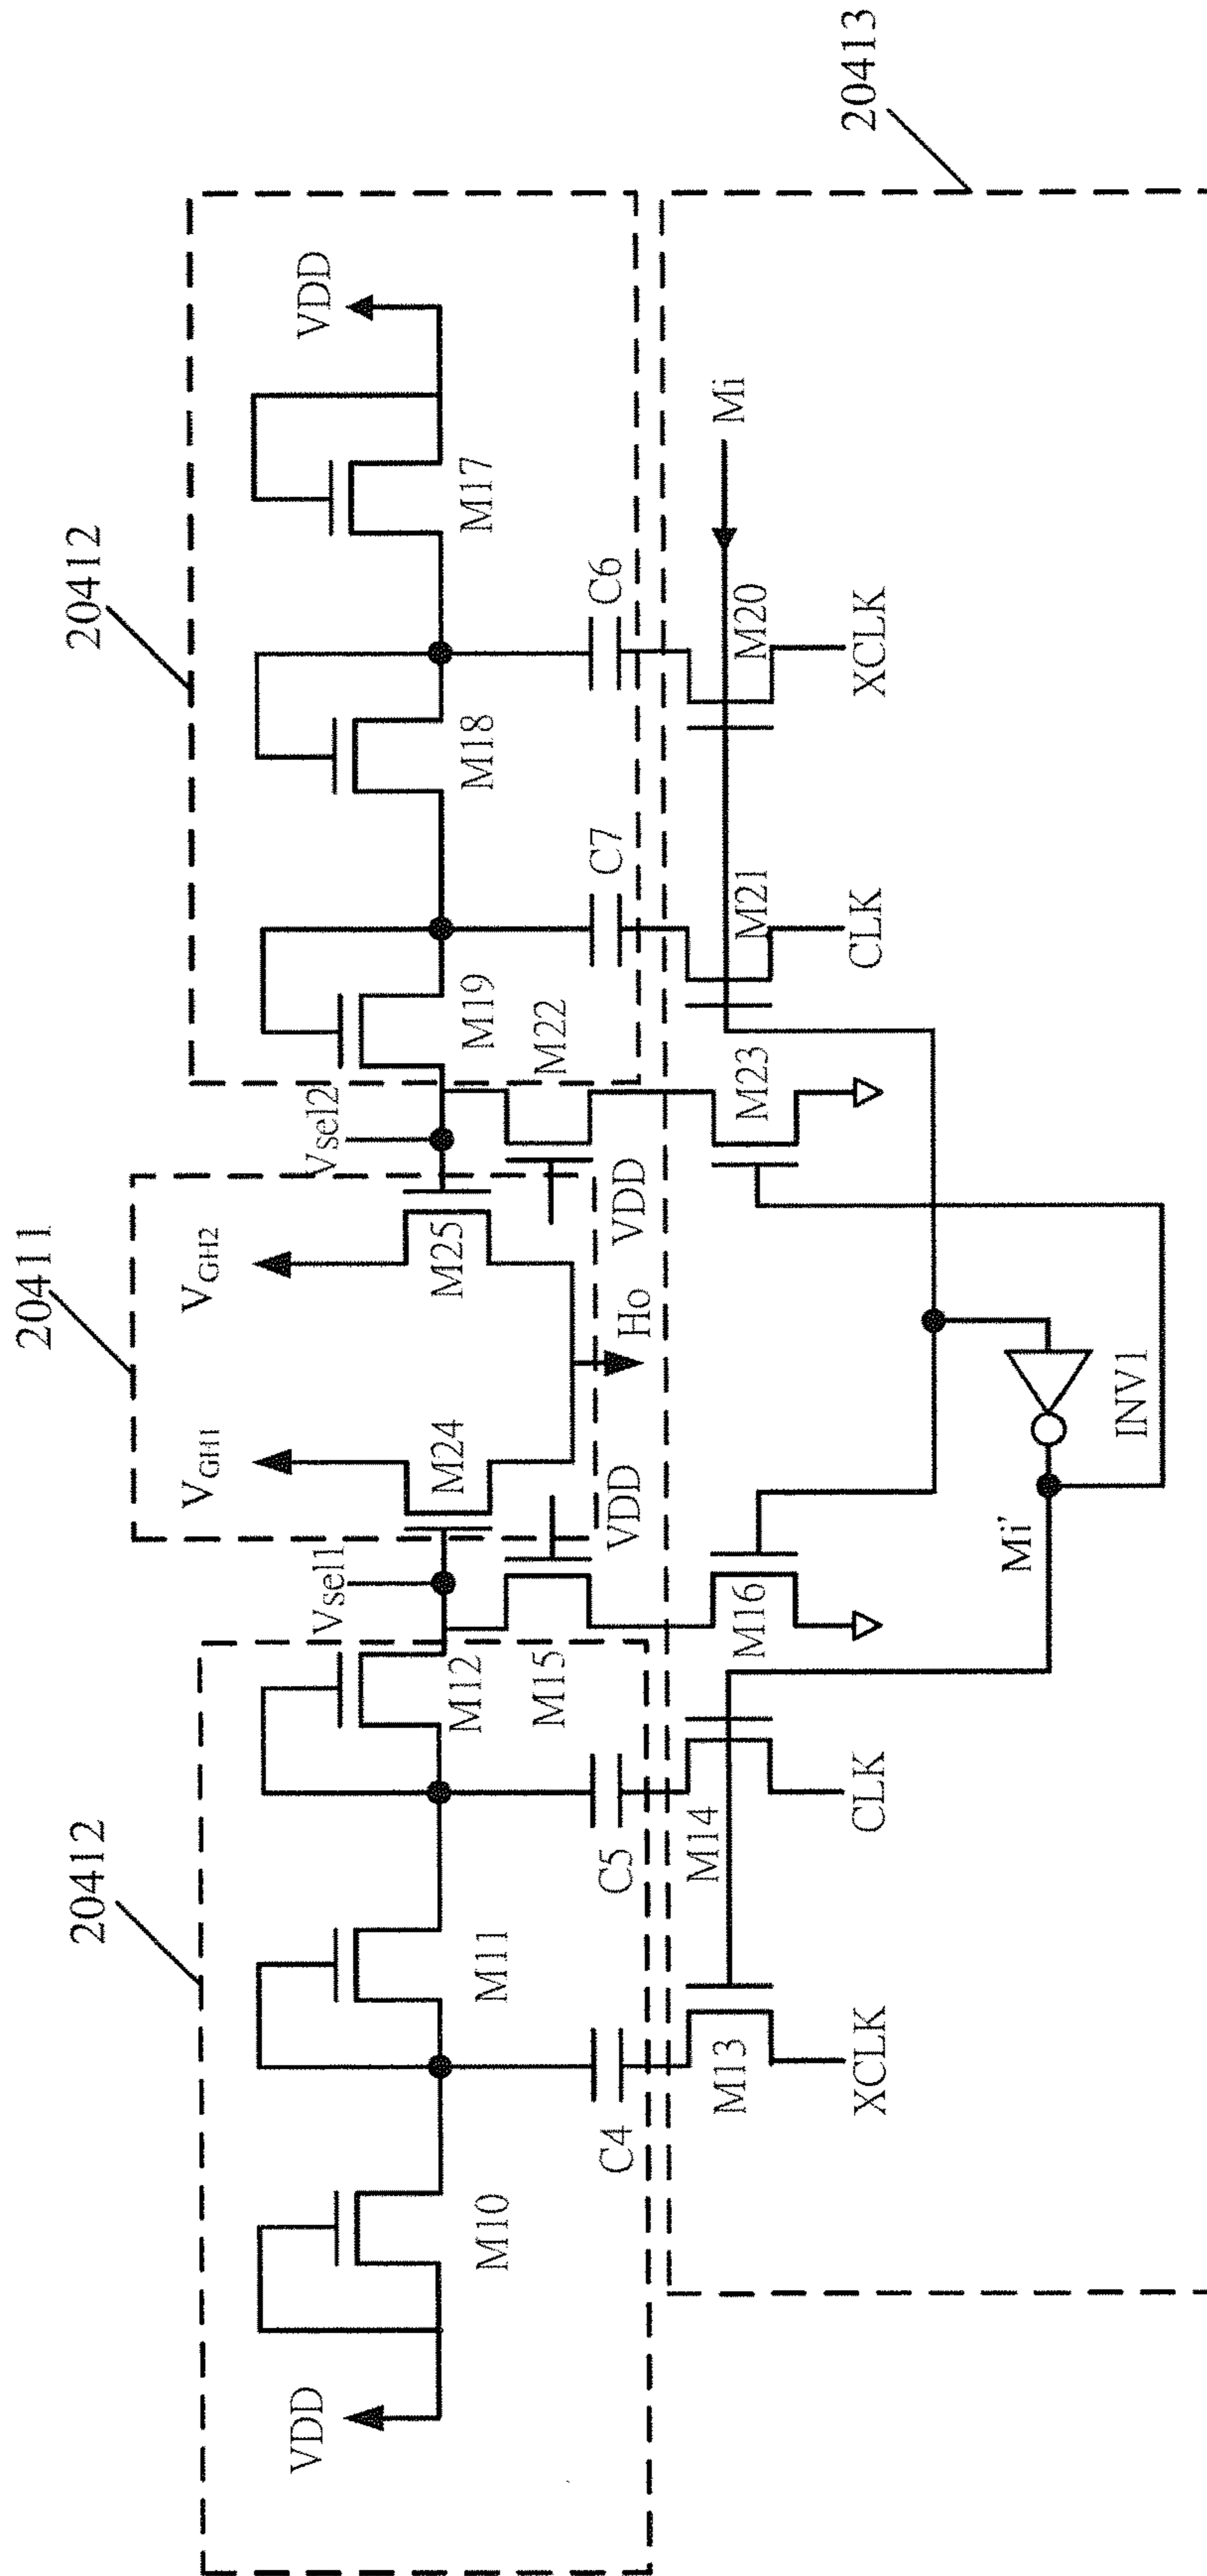 20411
20412
20412
20413
VDD
M10
M11
M12
Vsel1
VGH1
VGH2
M24
M25
Vsel2
M19
M18
M17
VDD
C4
C5
M15
VDD
Ho
VDD
M22
C7
C6
M13
M14
M16
M23
M21
M20
Mi
XCLK
CLK
CLK
XCLK
Mi'
INV1